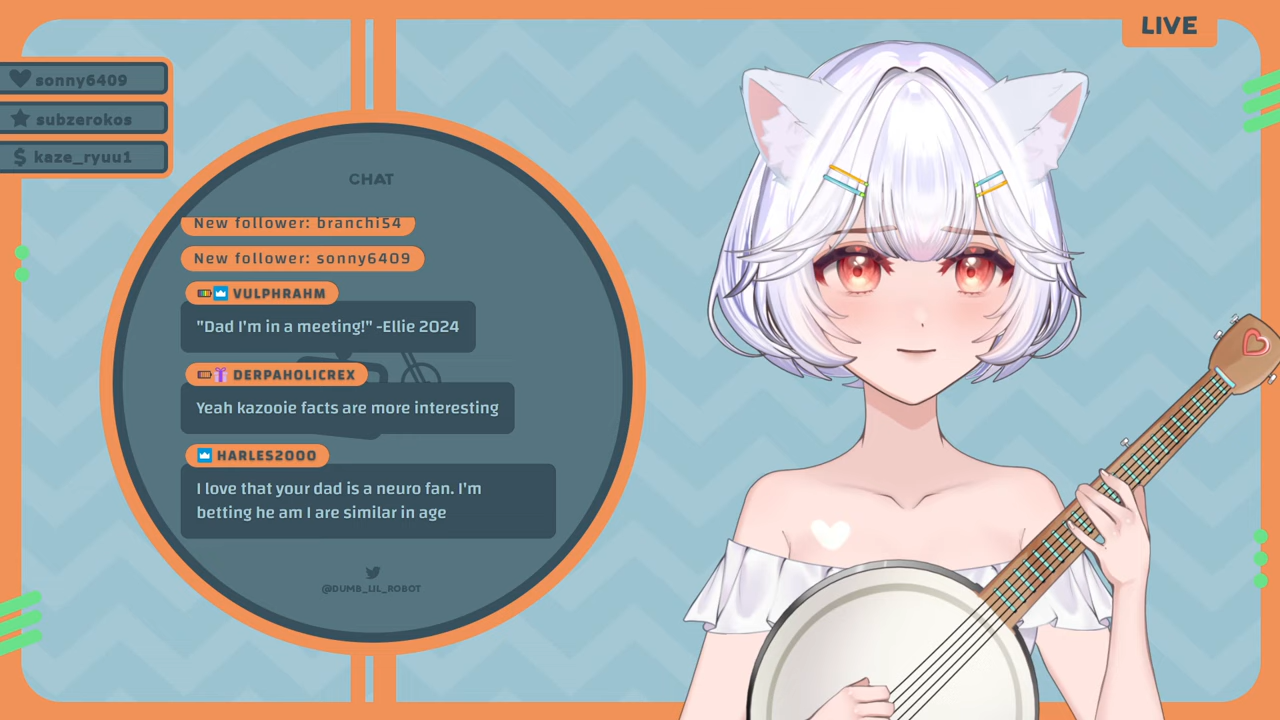 LIVE
sonny6409
subzerokos
$ kaze_ryuu1
CHAT
New follower: branchi54
New follower: sonny6409
VULPHRAHM
"Dad I'm in a meeting!" -Ellie 2024
DERPAHOLICREX
Yeah kazooie facts are more interesting
HARLES2000
I love that your dad is a neuro fan. I'm
betting he am I are similar in age
@DUMB_LIL_ROBOT